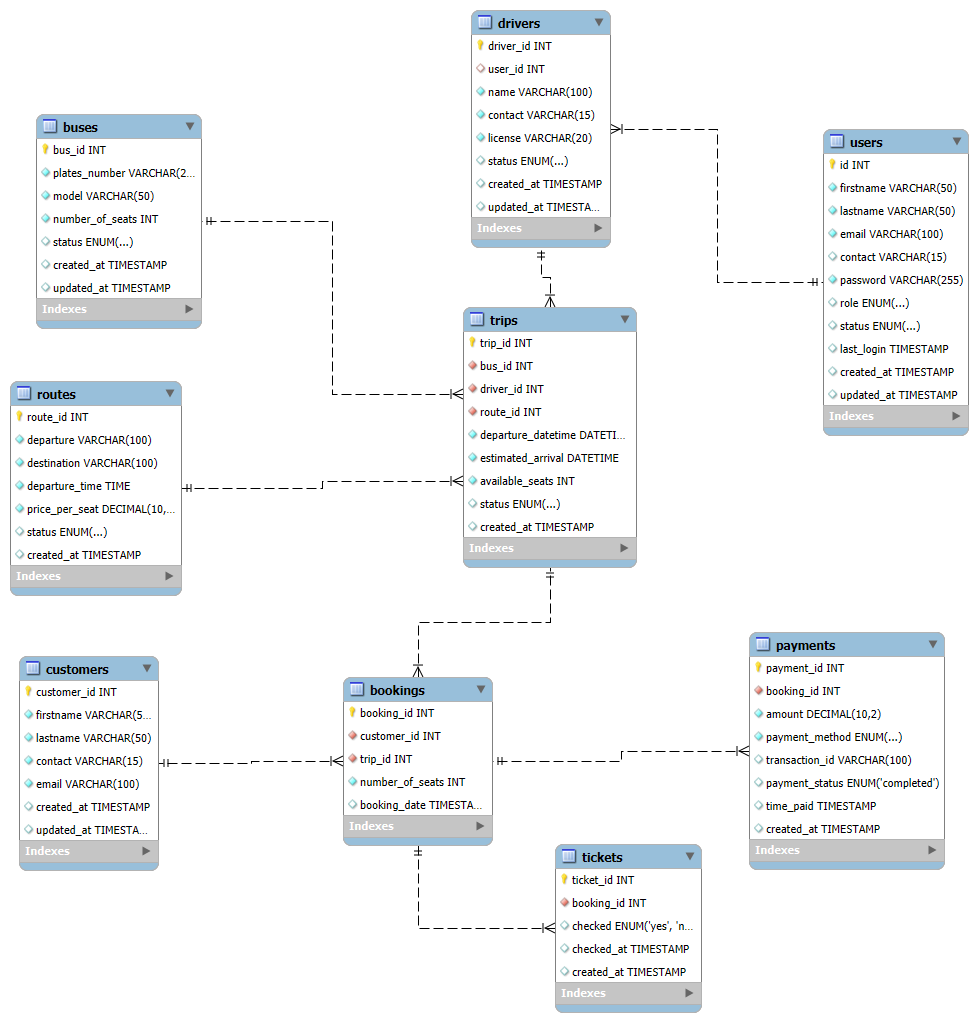 drivers
driver_id INT
user_id INT
name VARCHAR(100)
contact VARCHAR(15)
license VARCHAR(20)
status ENUM(...)
created_at TIMESTAMP
updated_at TIMESTA...
Indexes
buses
bus_id INT
plates_number VARCHAR(2...
model VARCHAR(50)
number_of_seats INT
status ENUM(...)
created_at TIMESTAMP
updated_at TIMESTAMP
Indexes
users
id INT
firstname VARCHAR(50)
lastname VARCHAR(50)
email VARCHAR(100)
contact VARCHAR(15)
password VARCHAR(255)
role ENUM(...)
status ENUM(...)
last_login TIMESTAMP
created_at TIMESTAMP
updated_at TIMESTAMP
Indexes
trips
trip_id INT
bus_id INT
driver_id INT
route_id INT
departure_datetime DATETI...
estimated_arrival DATETIME
available_seats INT
status ENUM(...)
created_at TIMESTAMP
Indexes
routes
route_id INT
departure VARCHAR(100)
destination VARCHAR(100)
departure_time TIME
price_per_seat DECIMAL(10,...
status ENUM(...)
created_at TIMESTAMP
Indexes
customers
customer_id INT
firstname VARCHAR(5...
lastname VARCHAR(50)
contact VARCHAR(15)
email VARCHAR(100)
created_at TIMESTAMP
updated_at TIMESTA...
Indexes
bookings
booking_id INT
customer_id INT
trip_id INT
number_of_seats INT
booking_date TIMESTA...
Indexes
payments
payment_id INT
booking_id INT
amount DECIMAL(10,2)
payment_method ENUM(...)
transaction_id VARCHAR(100)
payment_status ENUM('completed')
time_paid TIMESTAMP
created_at TIMESTAMP
Indexes
tickets
ticket_id INT
booking_id INT
checked ENUM('yes', 'n...
checked_at TIMESTAMP
created_at TIMESTAMP
Indexes